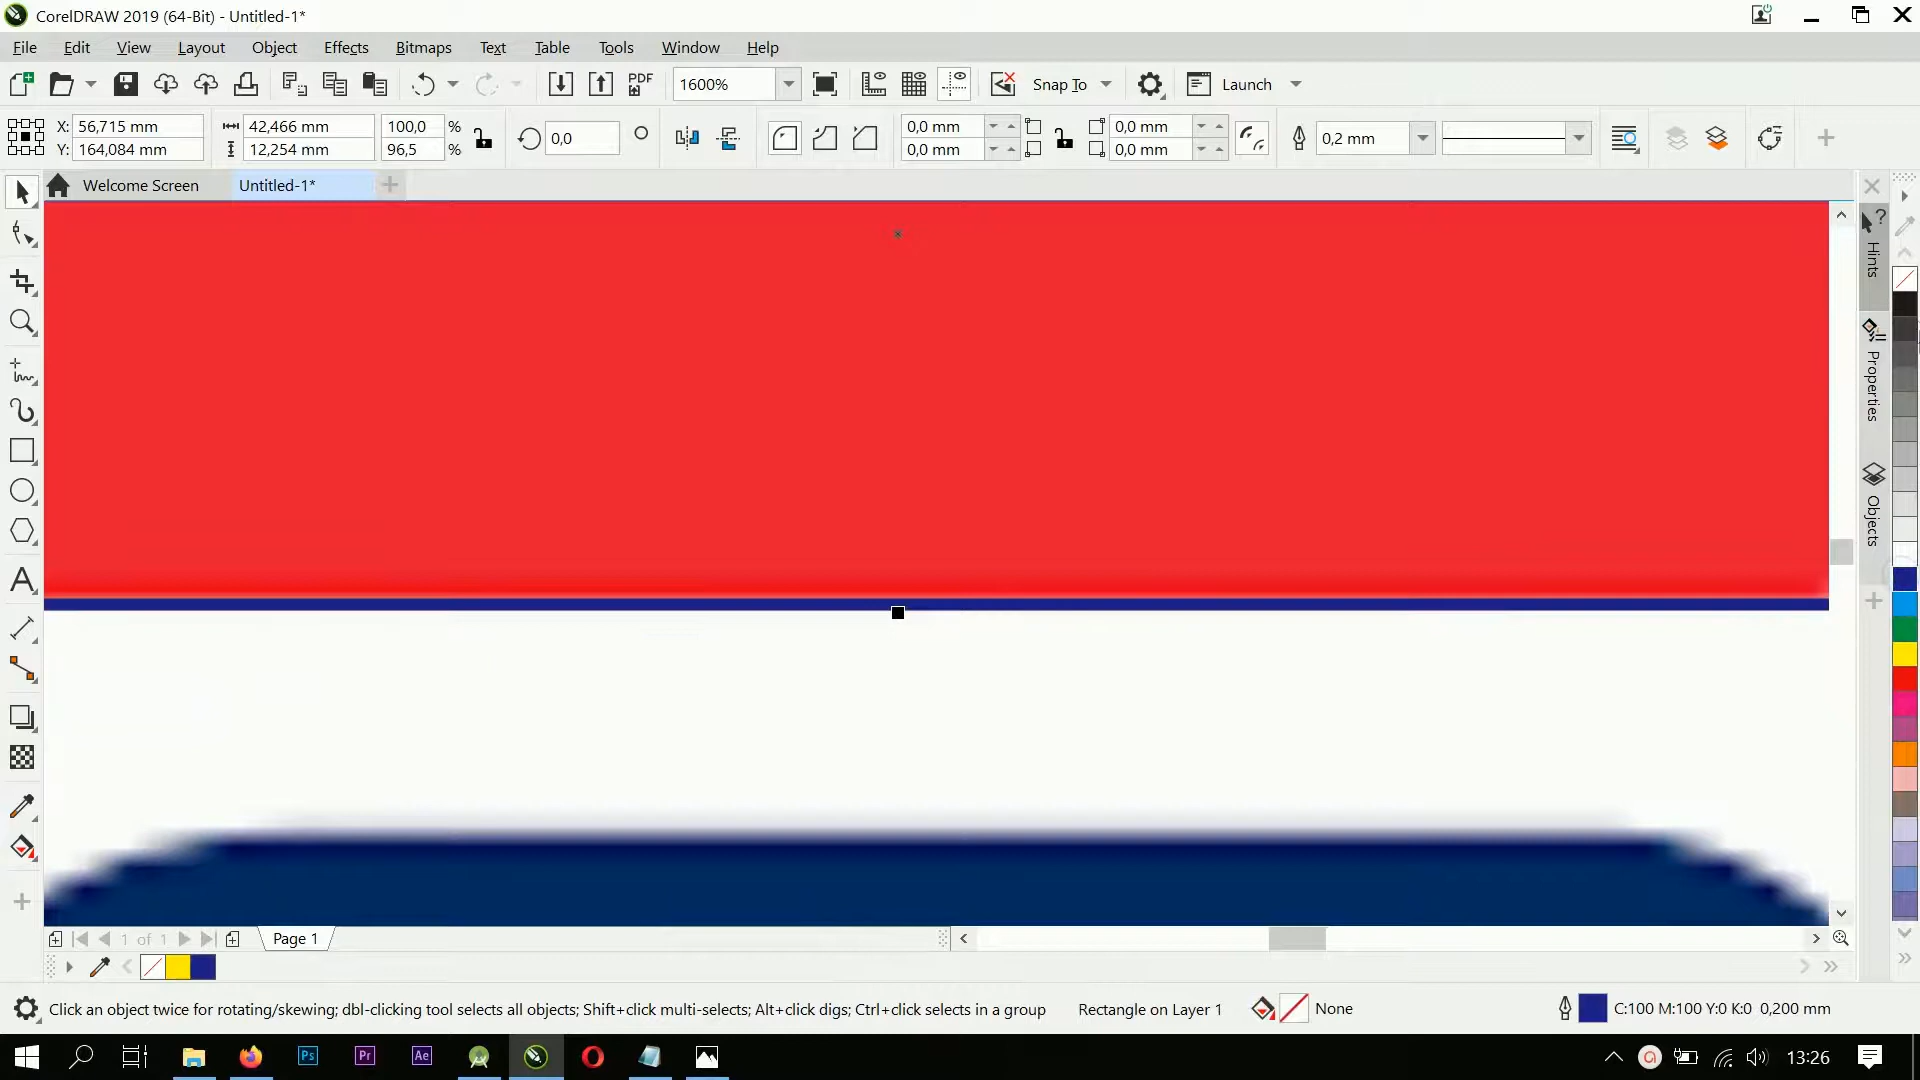 CorelDRAW 2019 (64-Bit) - Untitled-1*
File Edit View Layout Object Effects Bitmaps Text Table Tools Window Help
PDF 1600% Snap To Launch
X: 56,715 mm 42,466 mm 100,0 % 0,0 0,0 mm 0,0 mm 0,2 mm
Y: 164,084 mm 12,254 mm 96,5 % 0,0 mm 0,0 mm
Welcome Screen Untitled-1*
Hints
Properties
Objects
1 of 1 Page 1
Click an object twice for rotating/skewing; dbl-clicking tool selects all objects; Shift+click multi-selects; Alt+click digs; Ctrl+click selects in a group Rectangle on Layer 1 None C:100 M:100 Y:0 K:0 0,200 mm
Ps Pr Ae 13:26